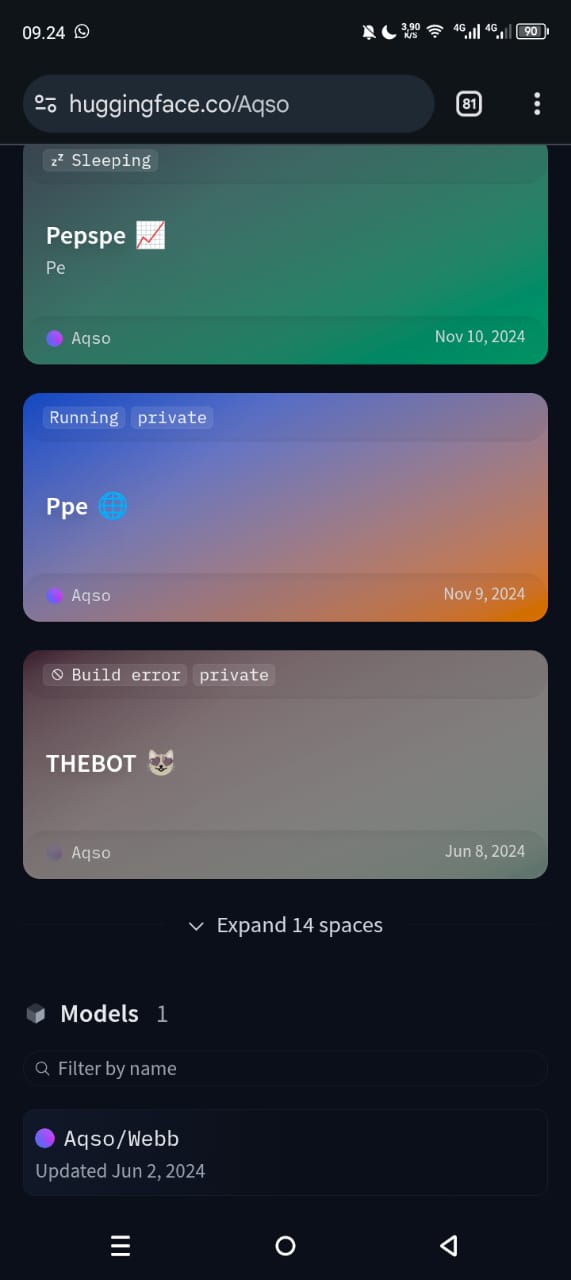 09.24 3,90 K/S 4G 4G 90
huggingface.co/Aqso 81
zZ Sleeping
Pepspe
Pe
Aqso Nov 10, 2024
Running private
Ppe
Aqso Nov 9, 2024
Build error private
THEBOT
Aqso Jun 8, 2024
Expand 14 spaces
Models 1
Filter by name
Aqso/Webb
Updated Jun 2, 2024